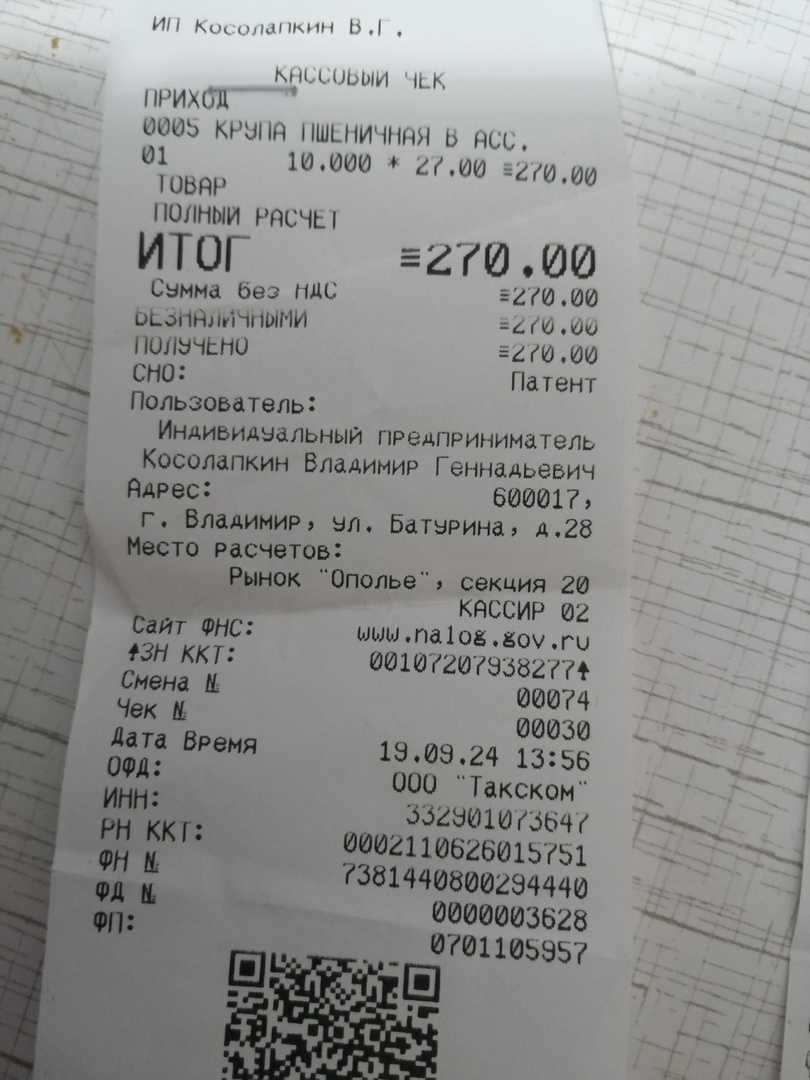 ИП Косолапкин В.Г.
КАССОВЫЙ ЧЕК
ПРИХОД
0005 КРУПА ПШЕНИЧНАЯ В АСС.
01 10.000 * 27.00 ≡270.00
ТОВАР
ПОЛНЫЙ РАСЧЕТ
ИТОГ ≡270.00
Сумма без НДС ≡270.00
БЕЗНАЛИЧНЫМИ ≡270.00
ПОЛУЧЕНО ≡270.00
СНО: Патент
Пользователь:
Индивидуальный предприниматель
Косолапкин Владимир Геннадьевич
Адрес: 600017,
г. Владимир, ул. Батурина, д.28
Место расчетов:
Рынок "Ополье", секция 20
КАССИР 02
Сайт ФНС: www.nalog.gov.ru
↑ЗН ККТ: 00107207938277↑
Смена № 00074
Чек № 00030
Дата Время 19.09.24 13:56
ОФД: ООО "Такском"
ИНН: 332901073647
РН ККТ: 0002110626015751
ФН № 7381440800294440
ФД № 0000003628
ФП: 0701105957